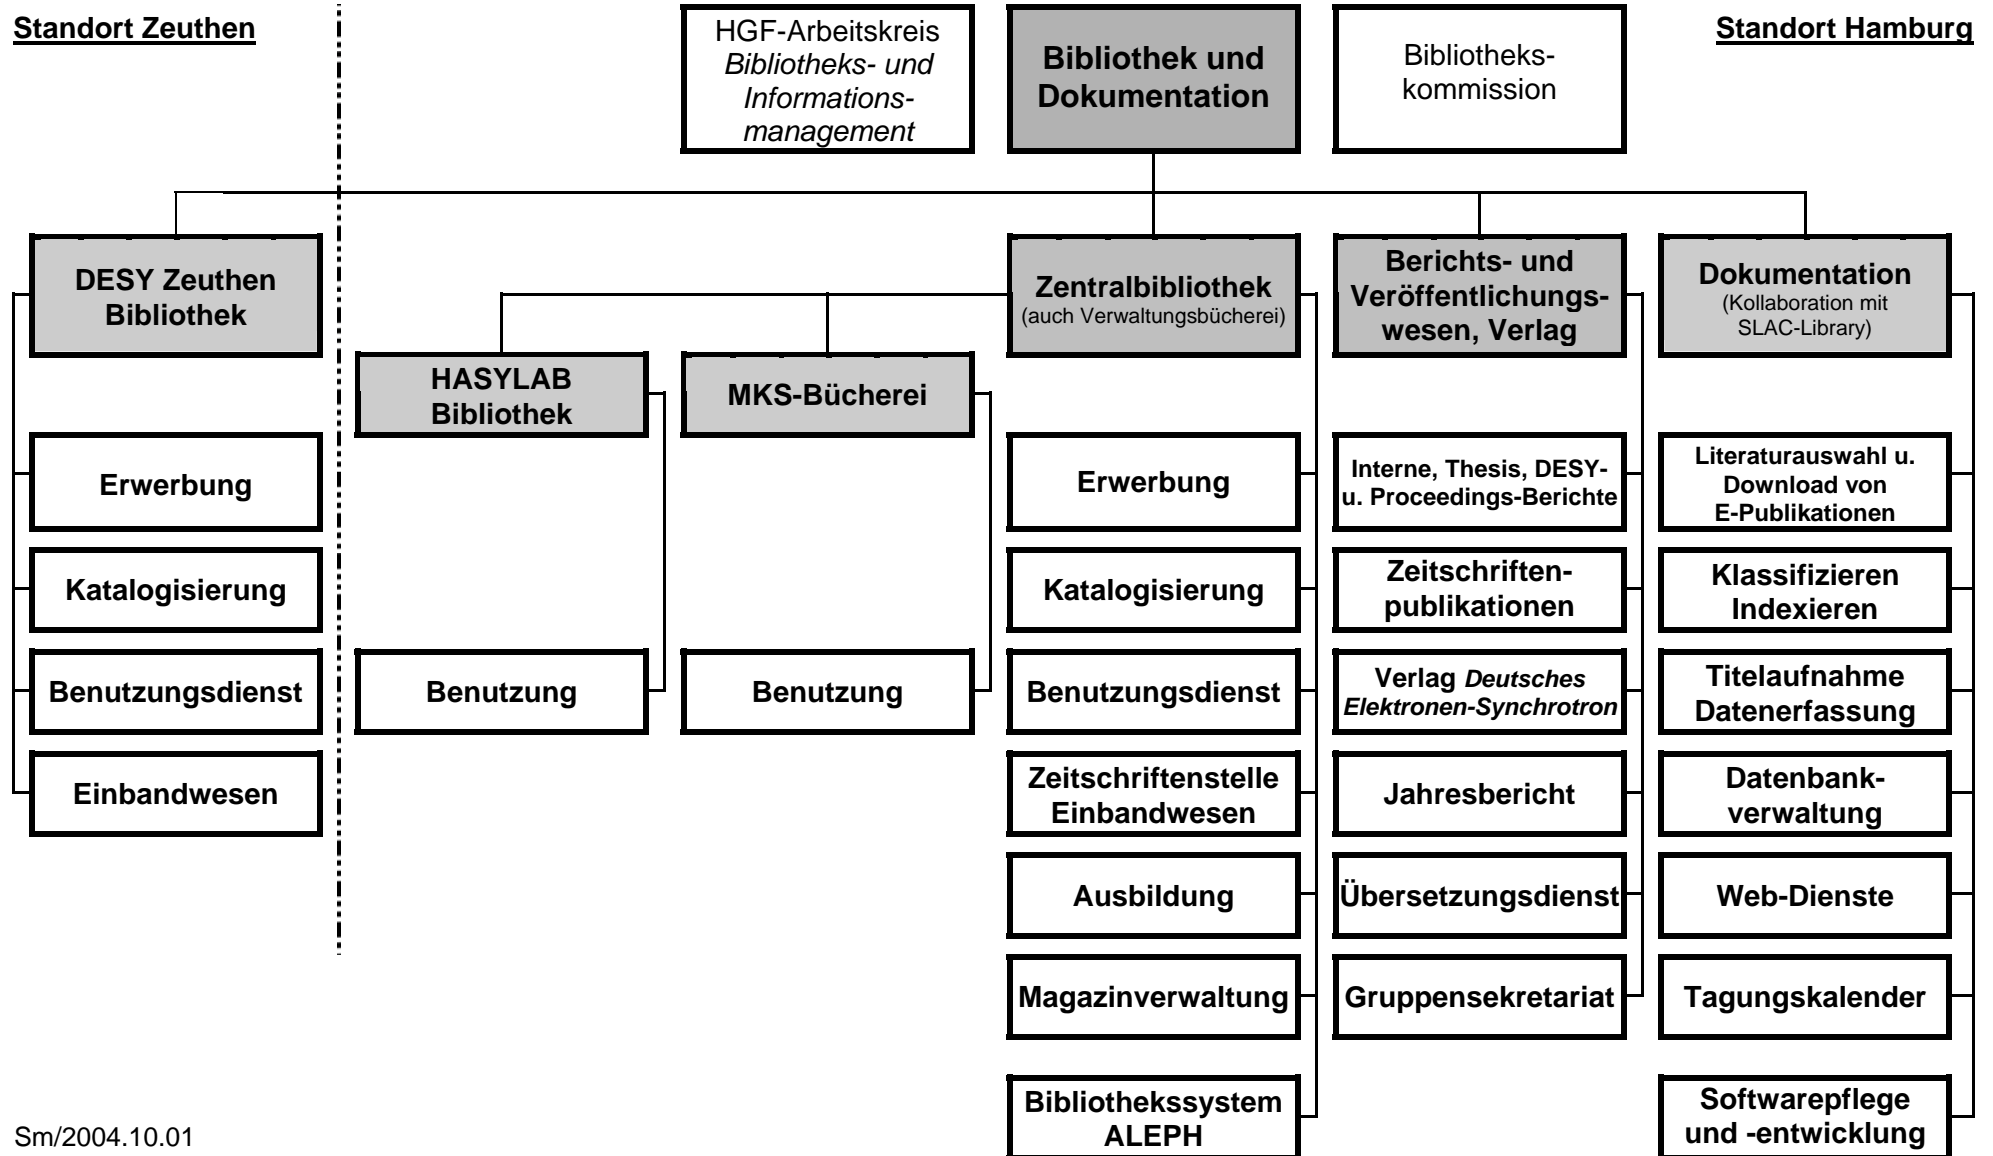 Standort Zeuthen
HGF-Arbeitskreis
Bibliotheks- und
Informations-
management
Bibliothek und
Dokumentation
Bibliotheks-
kommission
Standort Hamburg
DESY Zeuthen
Bibliothek
Zentralbibliothek
(auch Verwaltungsbücherei)
Berichts- und
Veröffentlichungs-
wesen, Verlag
Dokumentation
(Kollaboration mit
SLAC-Library)
HASYLAB
Bibliothek
MKS-Bücherei
Erwerbung
Katalogisierung
Benutzungsdienst
Einbandwesen
Benutzung
Benutzung
Erwerbung
Katalogisierung
Benutzungsdienst
Zeitschriftenstelle
Einbandwesen
Ausbildung
Magazinverwaltung
Bibliothekssystem
ALEPH
Interne, Thesis, DESY-
u. Proceedings-Berichte
Zeitschriften-
publikationen
Verlag Deutsches
Elektronen-Synchrotron
Jahresbericht
Übersetzungsdienst
Gruppensekretariat
Literaturauswahl u.
Download von
E-Publikationen
Klassifizieren
Indexieren
Titelaufnahme
Datenerfassung
Datenbank-
verwaltung
Web-Dienste
Tagungskalender
Softwarepflege
und -entwicklung
Sm/2004.10.01